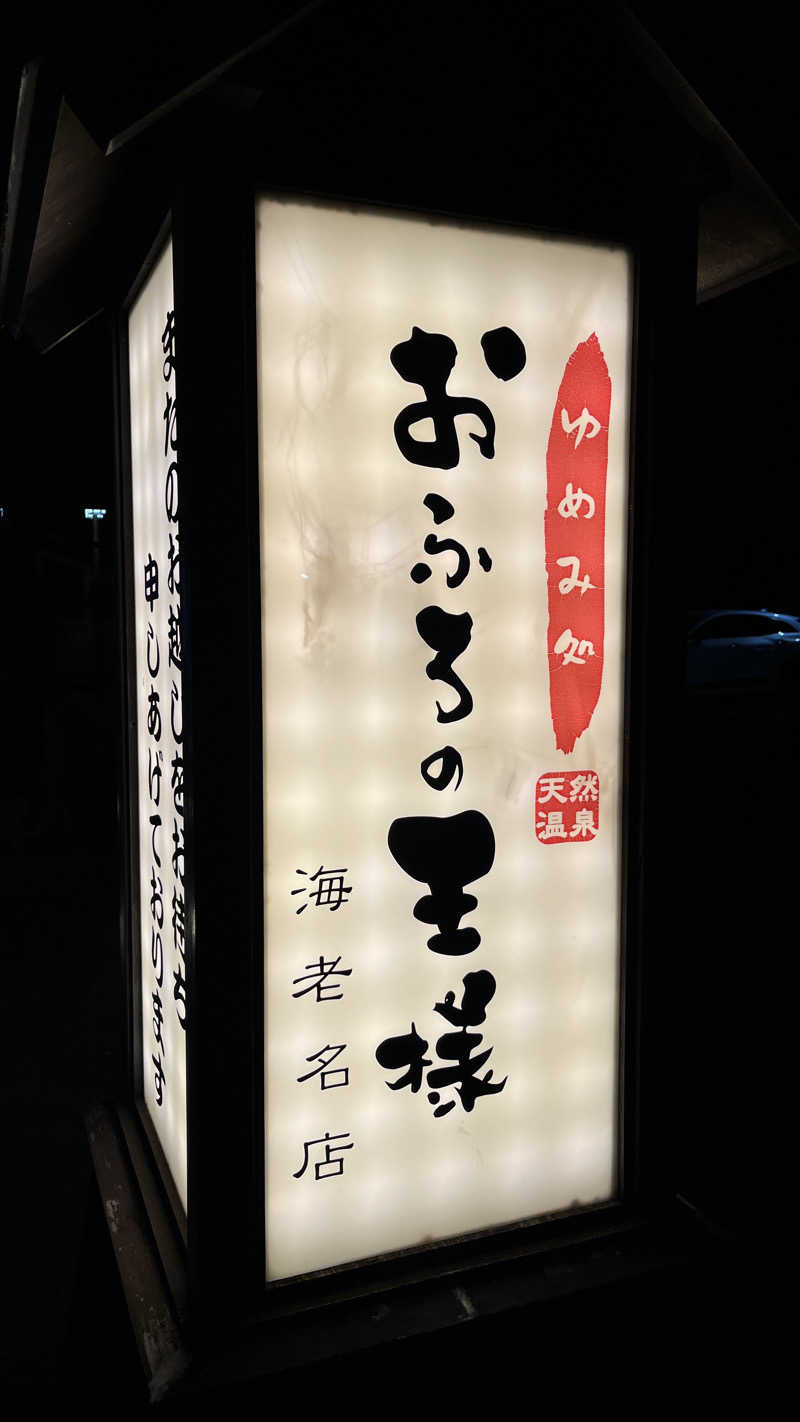 ゆめみ処
天然
温泉
おふろの王様
海老名店
またのお越しをお待ち
申しあげております